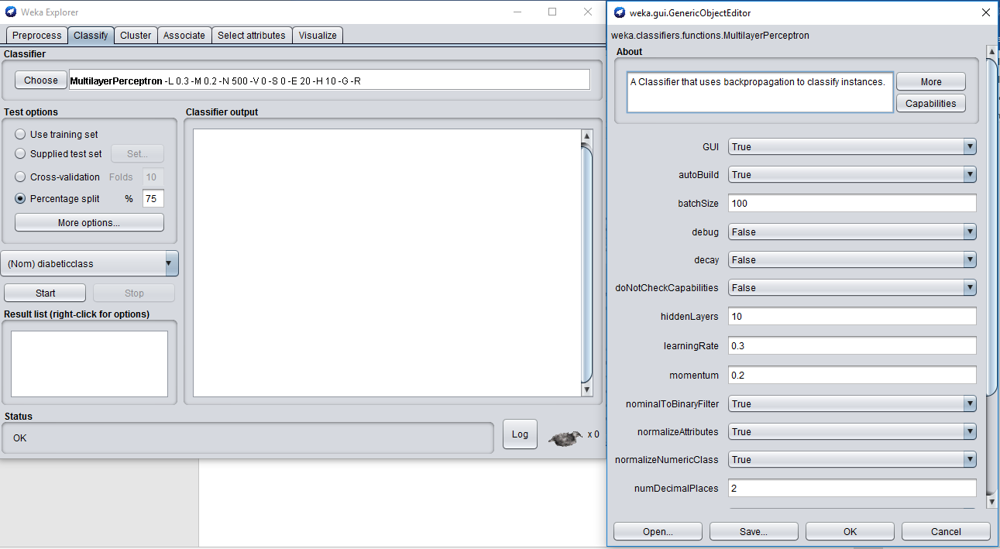 Weka Explorer
Preprocess Classify Cluster Associate Select attributes Visualize
Classifier
Choose MultilayerPerceptron -L 0.3 -M 0.2 -N 500 -V 0 -S 0 -E 20 -H 10 -G -R
Test options
Use training set
Supplied test set Set...
Cross-validation Folds 10
Percentage split % 75
More options...
(Nom) diabeticclass
Start Stop
Result list (right-click for options)
Classifier output
Status
OK
Log x 0
weka.gui.GenericObjectEditor
weka.classifiers.functions.MultilayerPerceptron
About
A Classifier that uses backpropagation to classify instances.
More
Capabilities
GUI True
autoBuild True
batchSize 100
debug False
decay False
doNotCheckCapabilities False
hiddenLayers 10
learningRate 0.3
momentum 0.2
nominalToBinaryFilter True
normalizeAttributes True
normalizeNumericClass True
numDecimalPlaces 2
Open... Save... OK Cancel